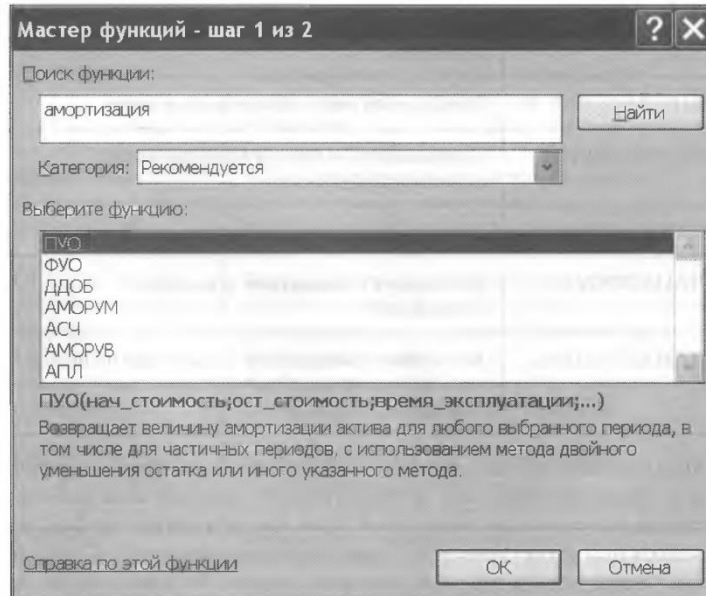 Мастер функций - шаг 1 из 2
Поиск функции:
амортизация
Найти
Категория: Рекомендуется
Выберите функцию:
ПУО
ФУО
ДДОБ
АМОРУМ
АСЧ
АМОРУВ
АПЛ
ПУО(нач_стоимость;ост_стоимость;время_эксплуатации;...)
Возвращает величину амортизации актива для любого выбранного периода, в
том числе для частичных периодов, с использованием метода двойного
уменьшения остатка или иного указанного метода.
Справка по этой функции
ОК
Отмена